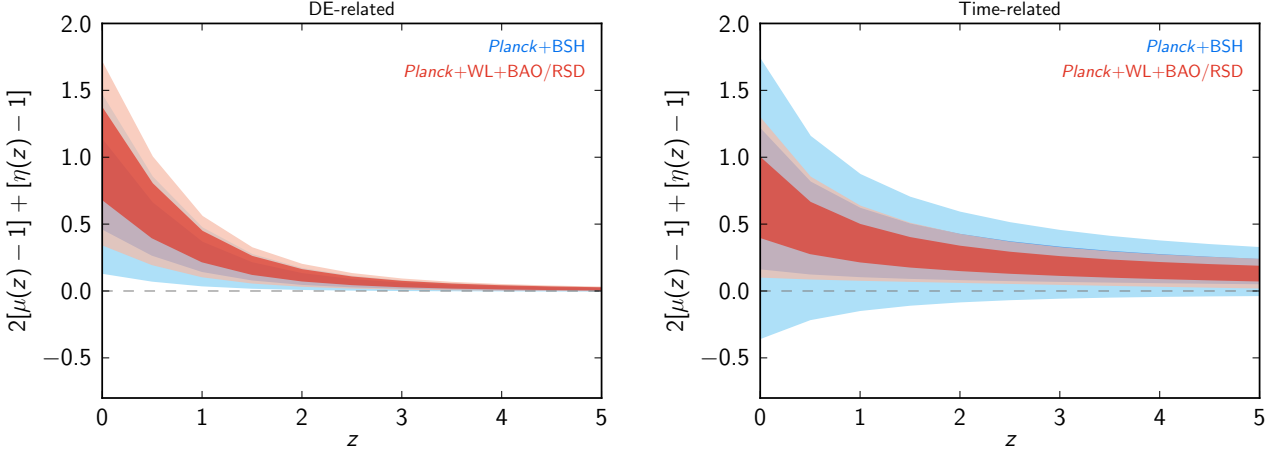 DE-related
Planck+BSH
Planck+WL+BAO/RSD
2[μ(z) − 1] + [η(z) − 1]
2.0
1.5
1.0
0.5
0.0
−0.5
0 1 2 3 4 5
z
Time-related
Planck+BSH
Planck+WL+BAO/RSD
2[μ(z) − 1] + [η(z) − 1]
2.0
1.5
1.0
0.5
0.0
−0.5
0 1 2 3 4 5
z